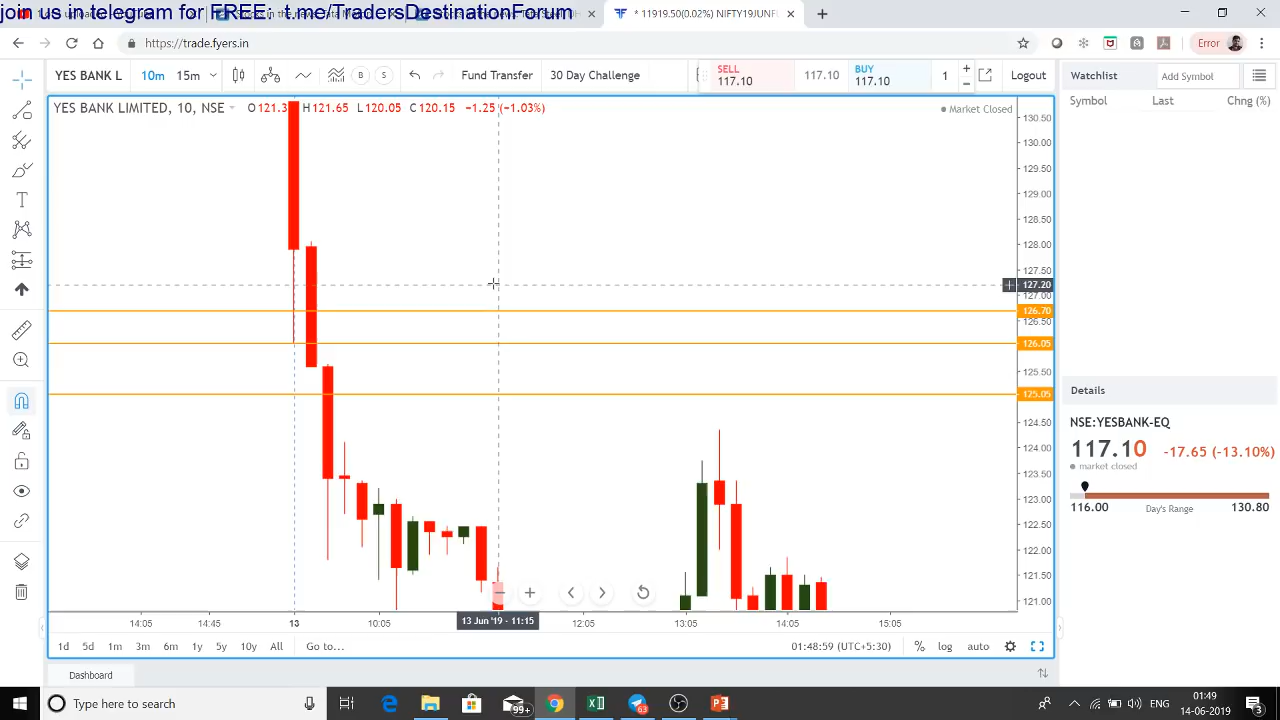 join us in telegram for FREE: t.me/TradersDestinationForum
* 11919.50(0.02%) NIFTY19JUNFU
https://trade.fyers.in
Error
YES BANK L
10m
15m
B
S
Fund Transfer
30 Day Challenge
SELL
117.10
117.10
BUY
117.10
1
Logout
Watchlist
Add Symbol
Symbol
Last
Chng (%)
YES BANK LIMITED, 10, NSE
O 121.3
H 121.65
L 120.05
C 120.15
-1.25 (-1.03%)
Market Closed
130.50
130.00
129.50
129.00
128.50
128.00
127.50
127.20
127.00
126.70
126.50
126.05
125.50
125.05
124.50
124.00
123.50
123.00
122.50
122.00
121.50
121.00
Details
NSE:YESBANK-EQ
117.10
-17.65 (-13.10%)
market closed
116.00
Day's Range
130.80
14:05
14:45
13
10:05
13 Jun '19 - 11:15
12:05
13:05
14:05
15:05
1d
5d
1m
3m
6m
1y
5y
10y
All
Go to...
01:48:59 (UTC+5:30)
%
log
auto
Dashboard
Type here to search
99+
63
01:49
14-06-2019
3